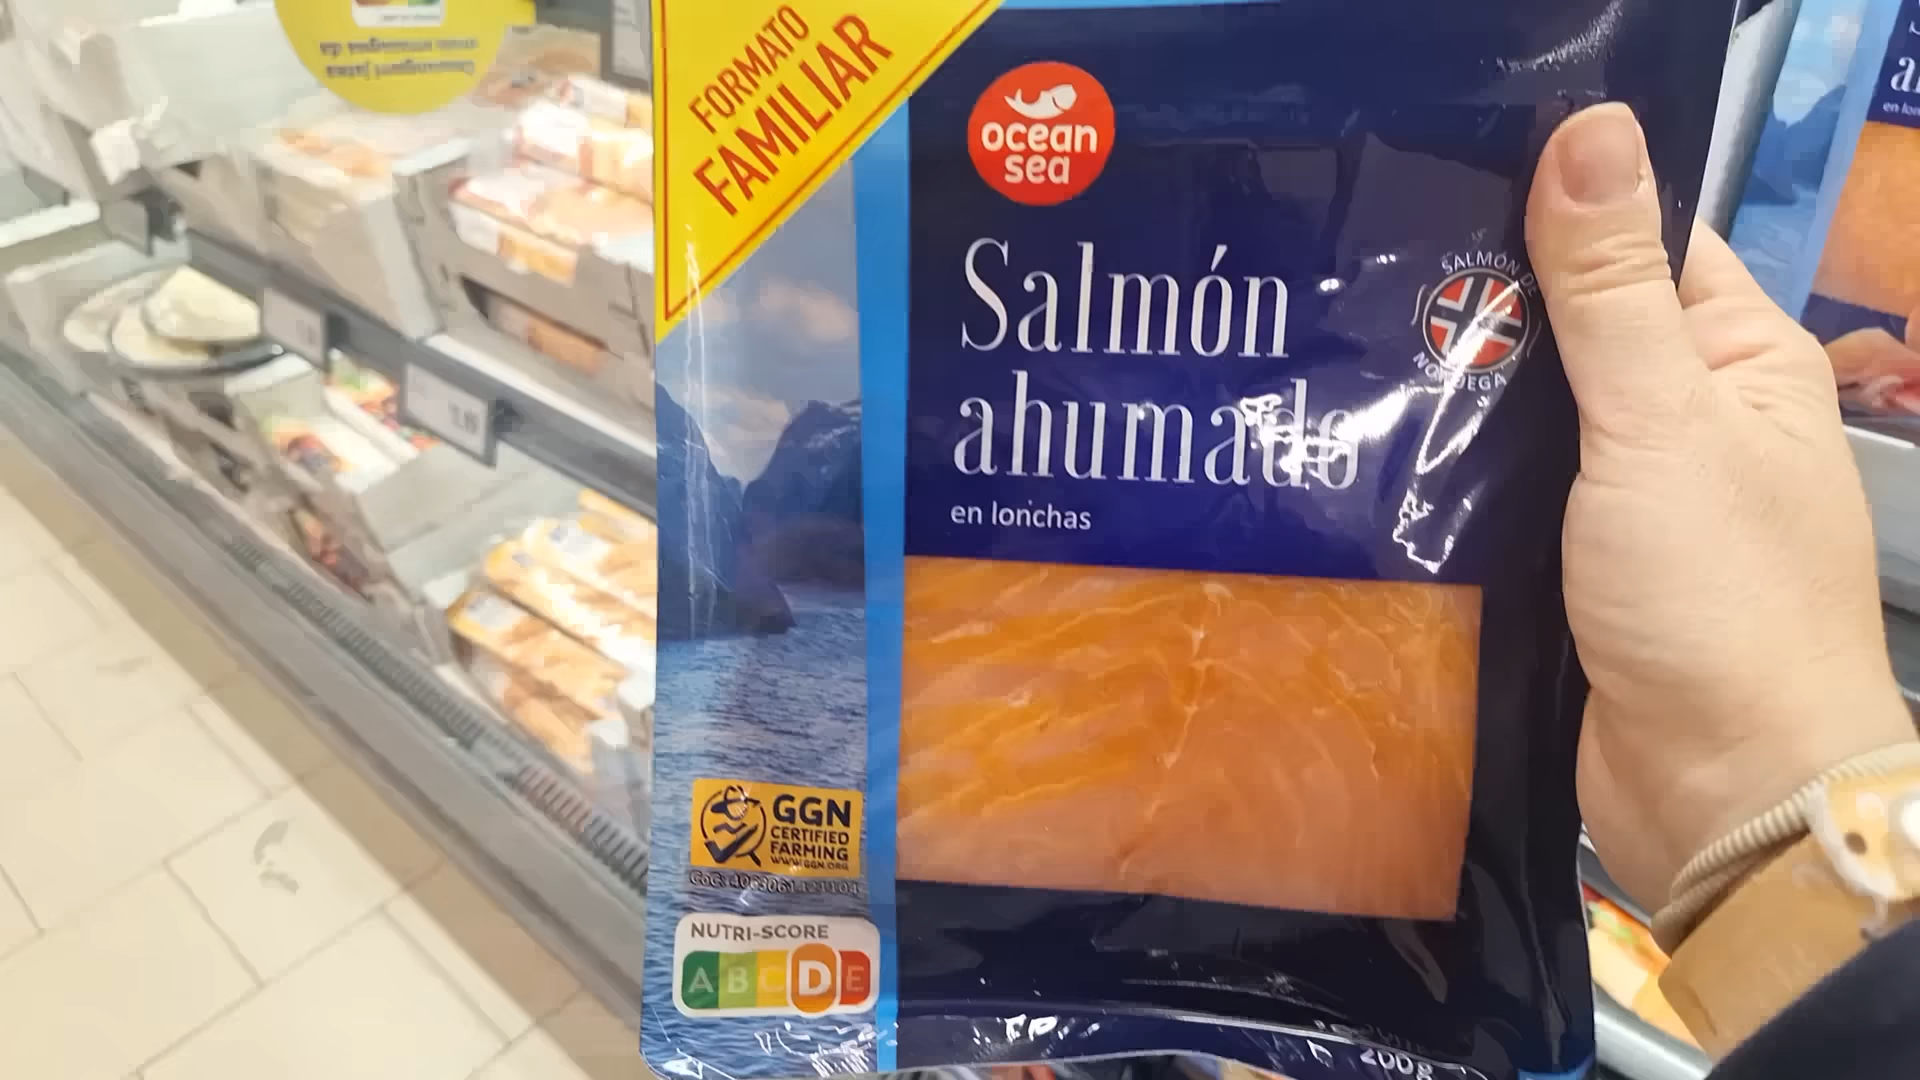 FORMATO
FAMILIAR
ocean
sea
Salmón
ahumado
en lonchas
SALMÓN DE
NORUEGA
GGN
CERTIFIED
FARMING
WWW.GGN.ORG
NUTRI-SCORE
A B C D E
200g